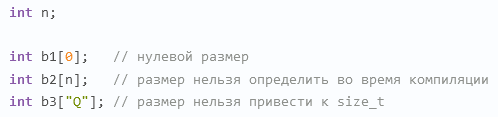 int n;
int b1[0];   // нулевой размер
int b2[n];   // размер нельзя определить во время компиляции
int b3["Q"]; // размер нельзя привести к size_t